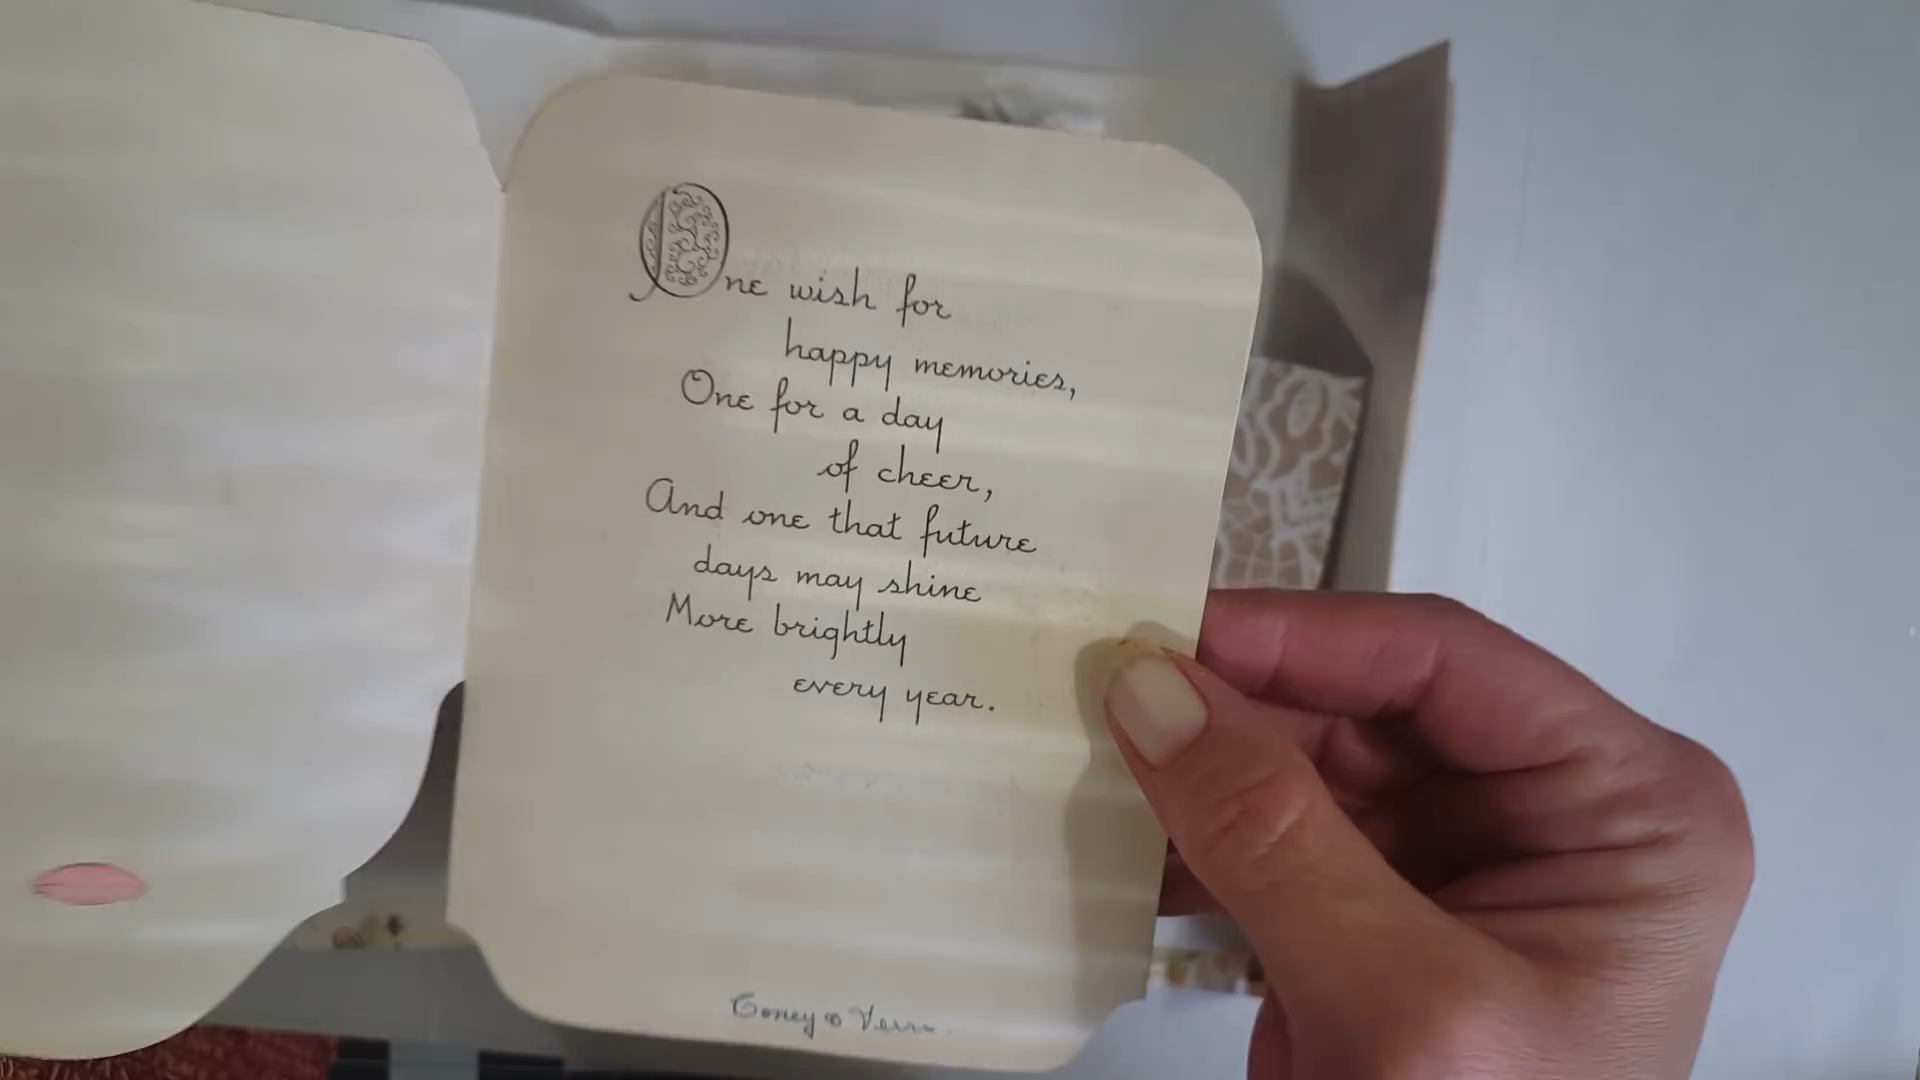 One wish for
happy memories,
One for a day
of cheer,
And one that future
days may shine
More brightly
every year.